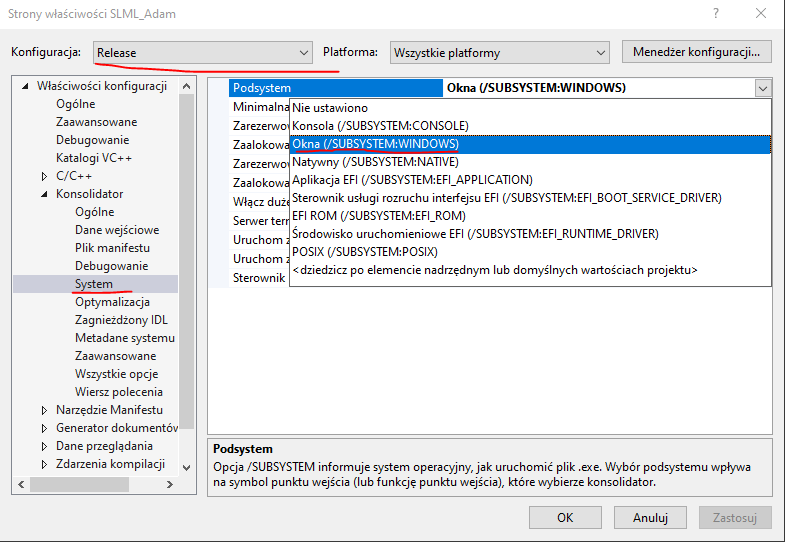 Strony właściwości SLML_Adam
?
Konfiguracja: Release Platforma: Wszystkie platformy Menedżer konfiguracji...
Właściwości konfiguracji
Ogólne
Zaawansowane
Debugowanie
Katalogi VC++
C/C++
Konsolidator
Ogólne
Dane wejściowe
Plik manifestu
Debugowanie
System
Optymalizacja
Zagnieżdżony IDL
Metadane systemu
Zaawansowane
Wszystkie opcje
Wiersz polecenia
Narzędzie Manifestu
Generator dokumentów
Dane przeglądania
Zdarzenia kompilacji
Podsystem Okna (/SUBSYSTEM:WINDOWS)
Minimalna
Zarezerwow
Zaalokowa
Zarezerwow
Zaalokowa
Włącz duże
Serwer term
Uruchom z
Uruchom z
Sterownik
Nie ustawiono
Konsola (/SUBSYSTEM:CONSOLE)
Okna (/SUBSYSTEM:WINDOWS)
Natywny (/SUBSYSTEM:NATIVE)
Aplikacja EFI (/SUBSYSTEM:EFI_APPLICATION)
Sterownik usługi rozruchu interfejsu EFI (/SUBSYSTEM:EFI_BOOT_SERVICE_DRIVER)
EFI ROM (/SUBSYSTEM:EFI_ROM)
Środowisko uruchomieniowe EFI (/SUBSYSTEM:EFI_RUNTIME_DRIVER)
POSIX (/SUBSYSTEM:POSIX)
<dziedzicz po elemencie nadrzędnym lub domyślnych wartościach projektu>
Podsystem
Opcja /SUBSYSTEM informuje system operacyjny, jak uruchomić plik .exe. Wybór podsystemu wpływa
na symbol punktu wejścia (lub funkcję punktu wejścia), które wybierze konsolidator.
OK Anuluj Zastosuj